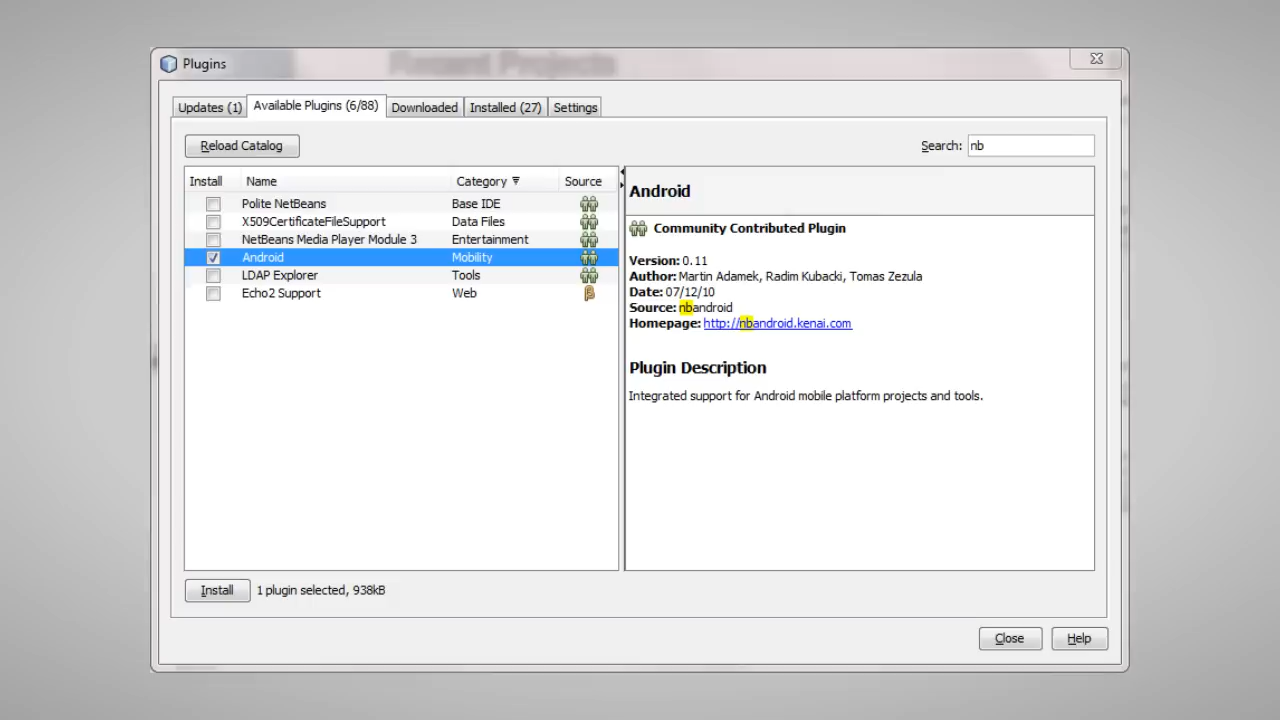 Recent Projects
Plugins
Updates (1) Available Plugins (6/88) Downloaded Installed (27) Settings
Reload Catalog Search: nb
Install Name Category Source
Polite NetBeans Base IDE
X509CertificateFileSupport Data Files
NetBeans Media Player Module 3 Entertainment
Android Mobility
LDAP Explorer Tools
Echo2 Support Web β
Android
Community Contributed Plugin
Version: 0.11
Author: Martin Adamek, Radim Kubacki, Tomas Zezula
Date: 07/12/10
Source: nbandroid
Homepage: http://nbandroid.kenai.com
Plugin Description
Integrated support for Android mobile platform projects and tools.
Install 1 plugin selected, 938kB
Close Help